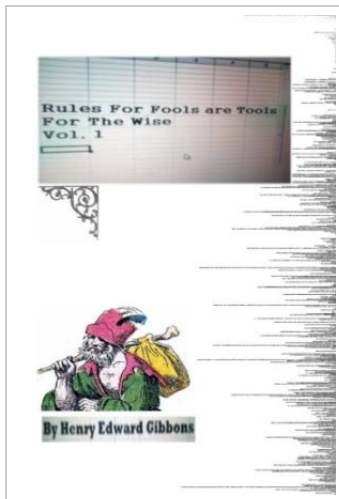 Rules For Fools are Tools
For The Wise
Vol. 1
By Henry Edward Gibbons